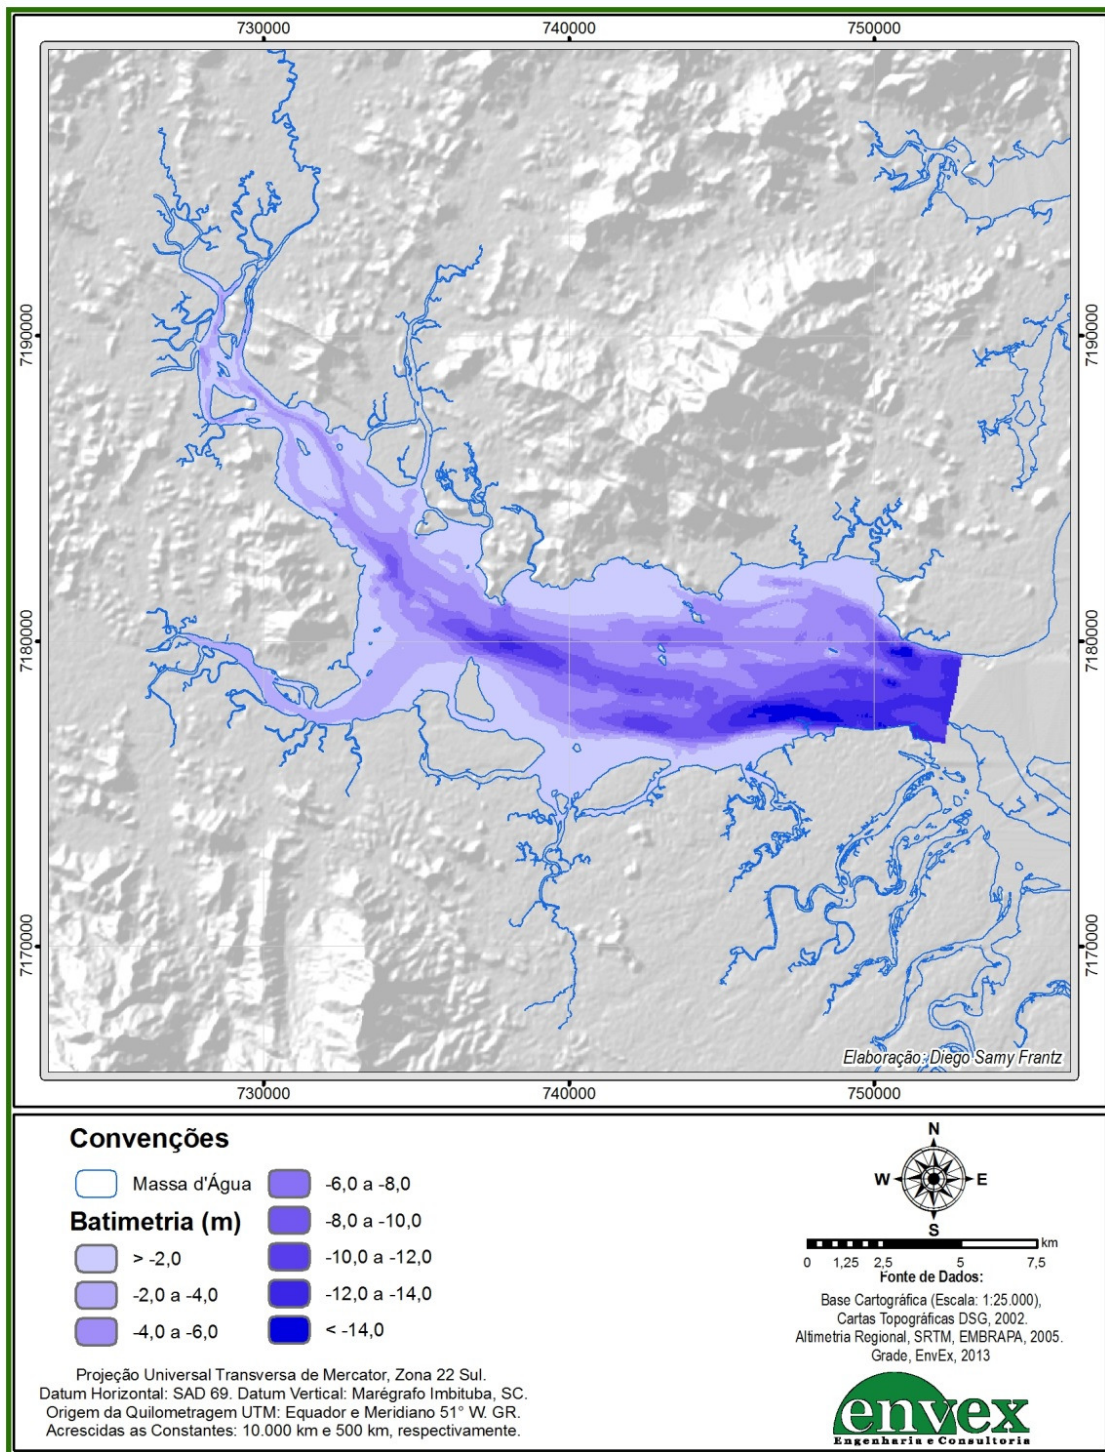 730000 740000 750000
7190000 7190000
7180000 7180000
7170000 7170000
Elaboração: Diego Samy Frantz
730000 740000 750000
Convenções
Massa d'Água
Batimetria (m)
> -2,0
-2,0 a -4,0
-4,0 a -6,0
-6,0 a -8,0
-8,0 a -10,0
-10,0 a -12,0
-12,0 a -14,0
< -14,0
Projeção Universal Transversa de Mercator, Zona 22 Sul.
Datum Horizontal: SAD 69. Datum Vertical: Marégrafo Imbituba, SC.
Origem da Quilometragem UTM: Equador e Meridiano 51° W. GR.
Acrescidas as Constantes: 10.000 km e 500 km, respectivamente.
N
W E
S
km
0 1,25 2,5 5 7,5
Fonte de Dados:
Base Cartográfica (Escala: 1:25.000),
Cartas Topográficas DSG, 2002.
Altimetria Regional, SRTM, EMBRAPA, 2005.
Grade, EnvEx, 2013
envex
Engenharia e Consultoria